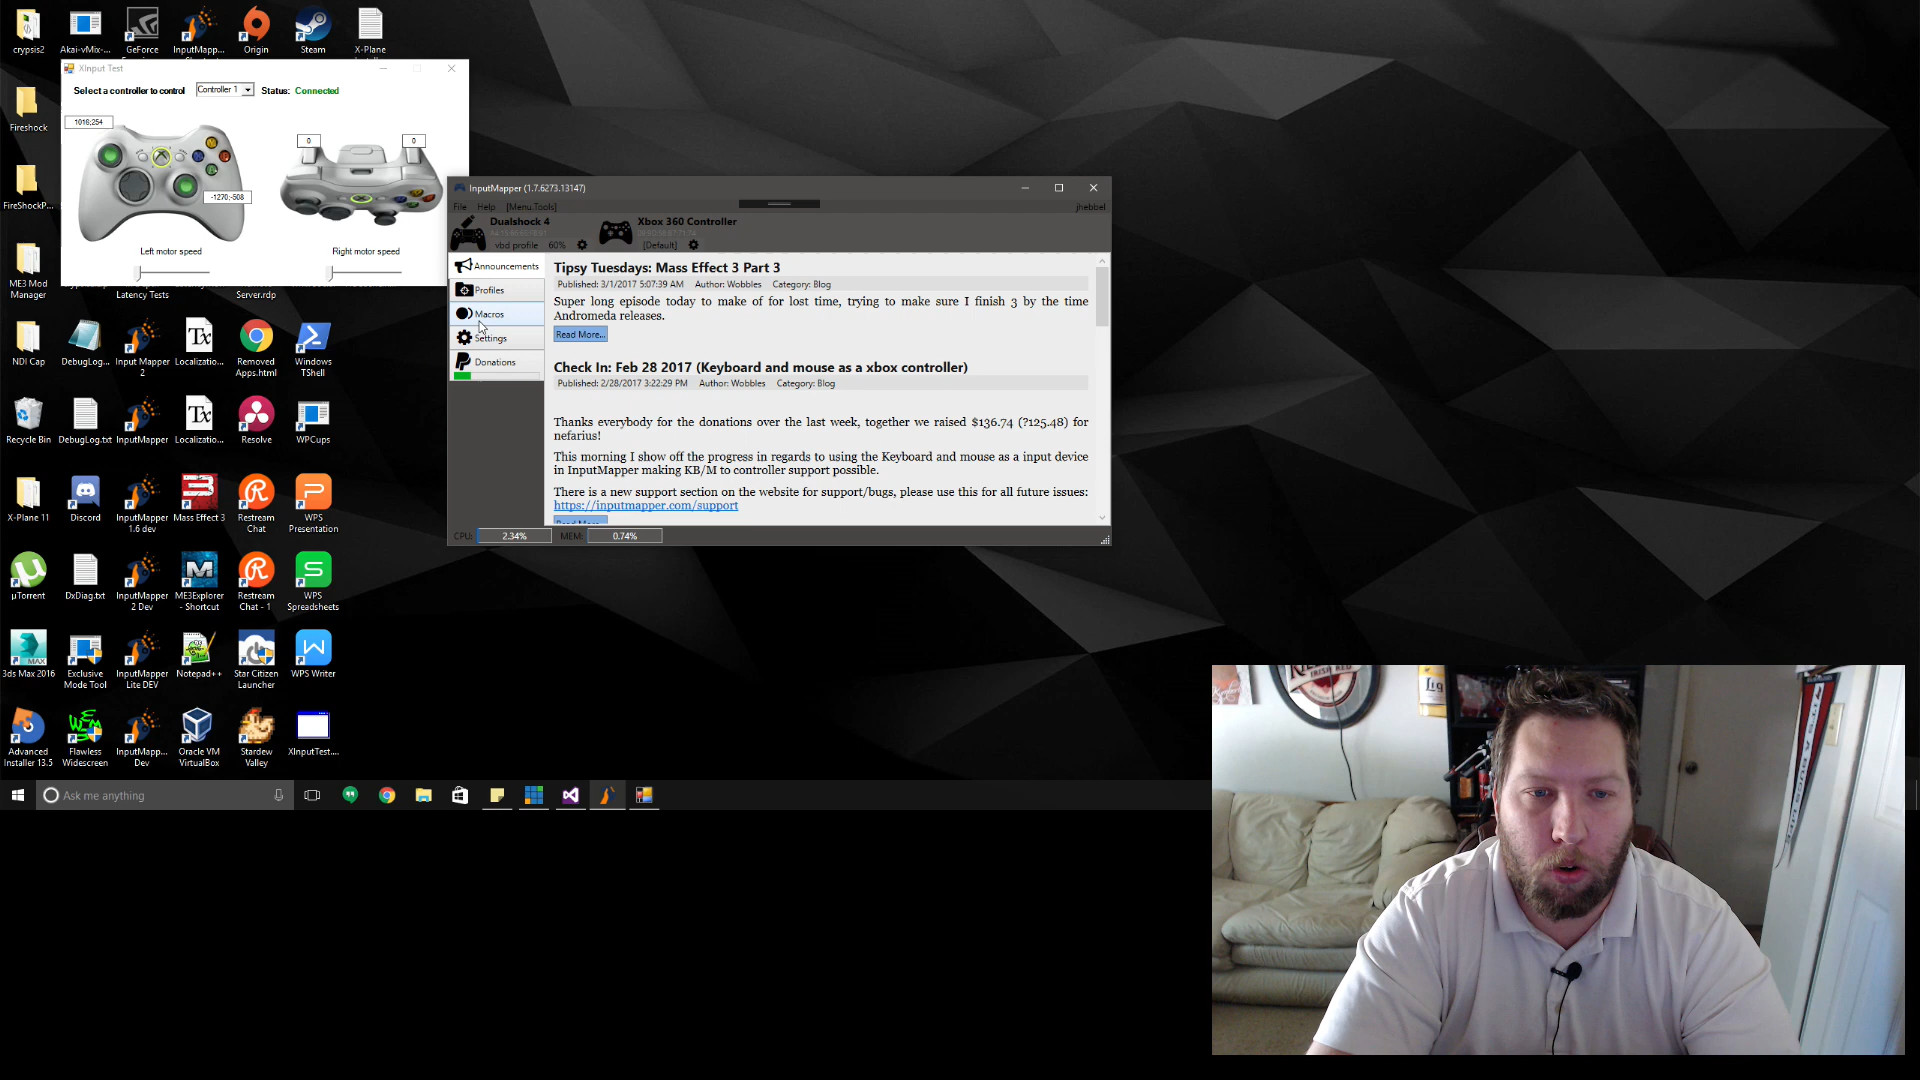 crypsis2
Akai-vMix-...
GeForce
InputMapp...
Origin
Steam
X-Plane
XInput Test
Select a controller to control
Controller 1
Status: Connected
1016;254
0
0
-1270;-508
Left motor speed
Right motor speed
Fireshock
FireShockP...
ME3 Mod
Manager
Latency Tests
Server.rdp
InputMapper (1.7.6273.13147)
File
Help
[Menu.Tools]
jhebbel
Dualshock 4
vbd profile
60%
Xbox 360 Controller
[Default]
Announcements
Profiles
Macros
Settings
Donations
Tipsy Tuesdays: Mass Effect 3 Part 3
Published: 3/1/2017 5:07:39 AM Author: Wobbles Category: Blog
Super long episode today to make of for lost time, trying to make sure I finish 3 by the time
Andromeda releases.
Read More...
Check In: Feb 28 2017 (Keyboard and mouse as a xbox controller)
Published: 2/28/2017 3:22:29 PM Author: Wobbles Category: Blog
Thanks everybody for the donations over the last week, together we raised $136.74 (?125.48) for
nefarius!
This morning I show off the progress in regards to using the Keyboard and mouse as a input device
in InputMapper making KB/M to controller support possible.
There is a new support section on the website for support/bugs, please use this for all future issues:
https://inputmapper.com/support
Read More...
CPU: 2.34%
MEM: 0.74%
NDI Cap
DebugLog...
Input Mapper
2
Localizatio...
Removed
Apps.html
Windows
TShell
Recycle Bin
DebugLog.txt
InputMapper
Localizatio...
Resolve
WPCups
X-Plane 11
Discord
InputMapper
1.6 dev
Mass Effect 3
Restream
Chat
WPS
Presentation
µTorrent
DxDiag.txt
InputMapper
2 Dev
ME3Explorer
- Shortcut
Restream
Chat - 1
WPS
Spreadsheets
3ds Max 2016
Exclusive
Mode Tool
InputMapper
Lite DEV
Notepad++
Star Citizen
Launcher
WPS Writer
Advanced
Installer 13.5
Flawless
Widescreen
InputMapp...
Dev
Oracle VM
VirtualBox
Stardew
Valley
XInputTest....
Ask me anything